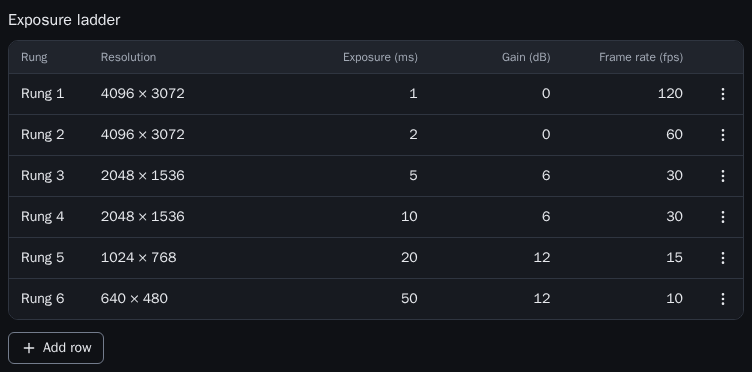 Exposure ladder
Rung Resolution Exposure (ms) Gain (dB) Frame rate (fps)
Rung 1 4096 × 3072 1 0 120
Rung 2 4096 × 3072 2 0 60
Rung 3 2048 × 1536 5 6 30
Rung 4 2048 × 1536 10 6 30
Rung 5 1024 × 768 20 12 15
Rung 6 640 × 480 50 12 10
Add row